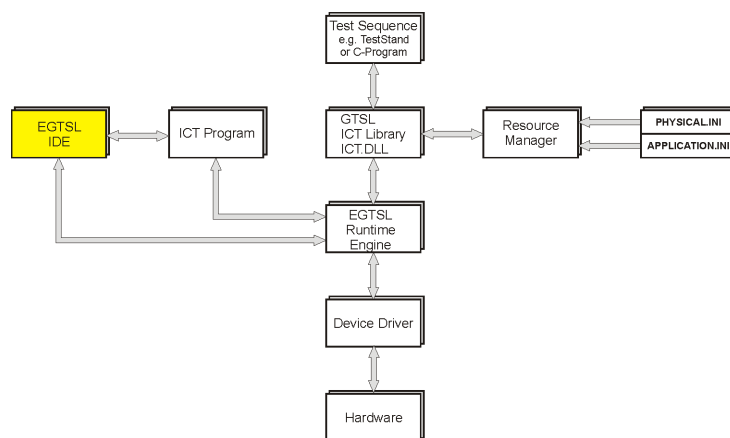 Test Sequence
e.g. TestStand
or C-Program
EGTSL
IDE
ICT Program
GTSL
ICT Library
ICT.DLL
Resource
Manager
PHYSICAL.INI
APPLICATION.INI
EGTSL
Runtime
Engine
Device Driver
Hardware